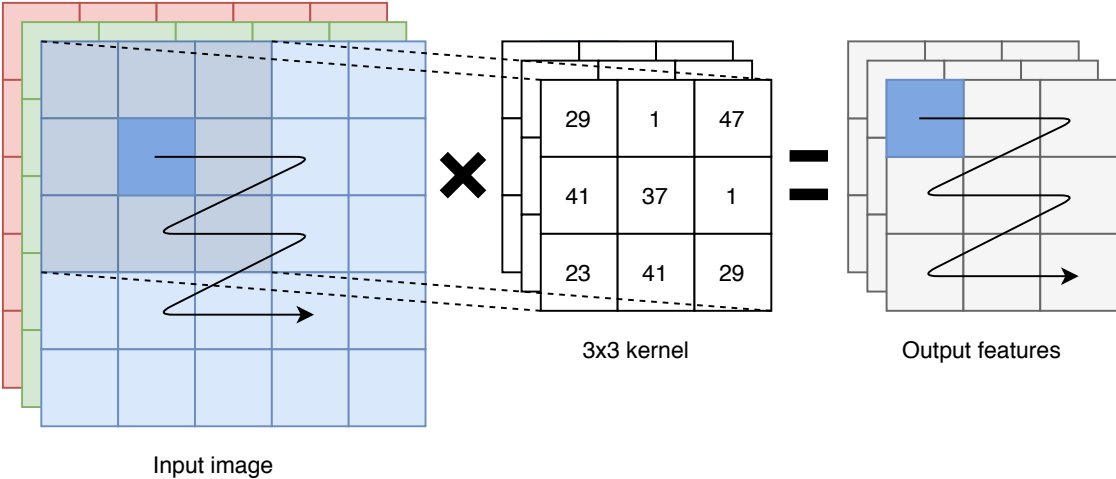 29 1 47
41 37 1
23 41 29
3x3 kernel
Output features
Input image